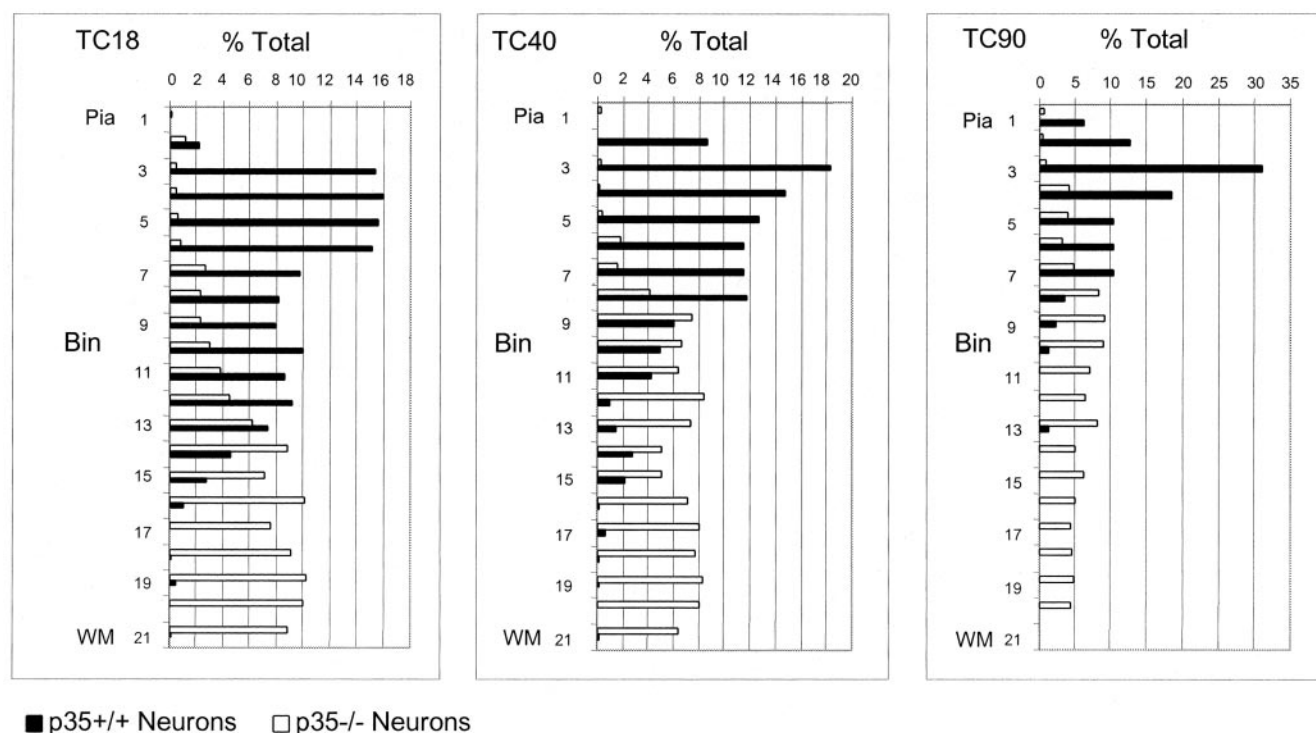 TC18 % Total
0 2 4 6 8 10 12 14 16 18
Pia 1
3
5
7
9
Bin
11
13
15
17
19
WM 21
TC40 % Total
0 2 4 6 8 10 12 14 16 18 20
Pia 1
3
5
7
9
Bin
11
13
15
17
19
WM 21
TC90 % Total
0 5 10 15 20 25 30 35
Pia 1
3
5
7
9
Bin
11
13
15
17
19
WM 21
p35+/+ Neurons p35-/- Neurons